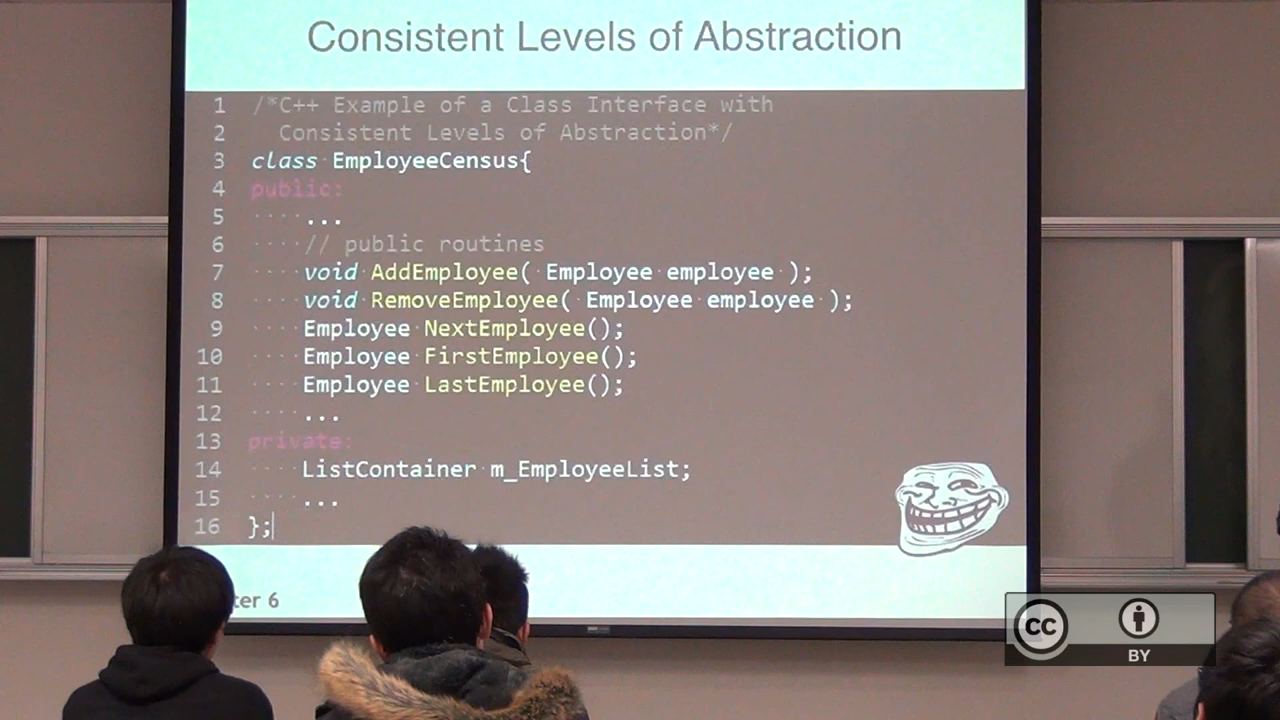 Consistent Levels of Abstraction
1 /*C++ Example of a Class Interface with
2 Consistent Levels of Abstraction*/
3 class EmployeeCensus{
4 public:
5 ...
6 // public routines
7 void AddEmployee( Employee employee );
8 void RemoveEmployee( Employee employee );
9 Employee NextEmployee();
10 Employee FirstEmployee();
11 Employee LastEmployee();
12 ...
13 private:
14 ListContainer m_EmployeeList;
15 ...
16 };
6
CC
BY